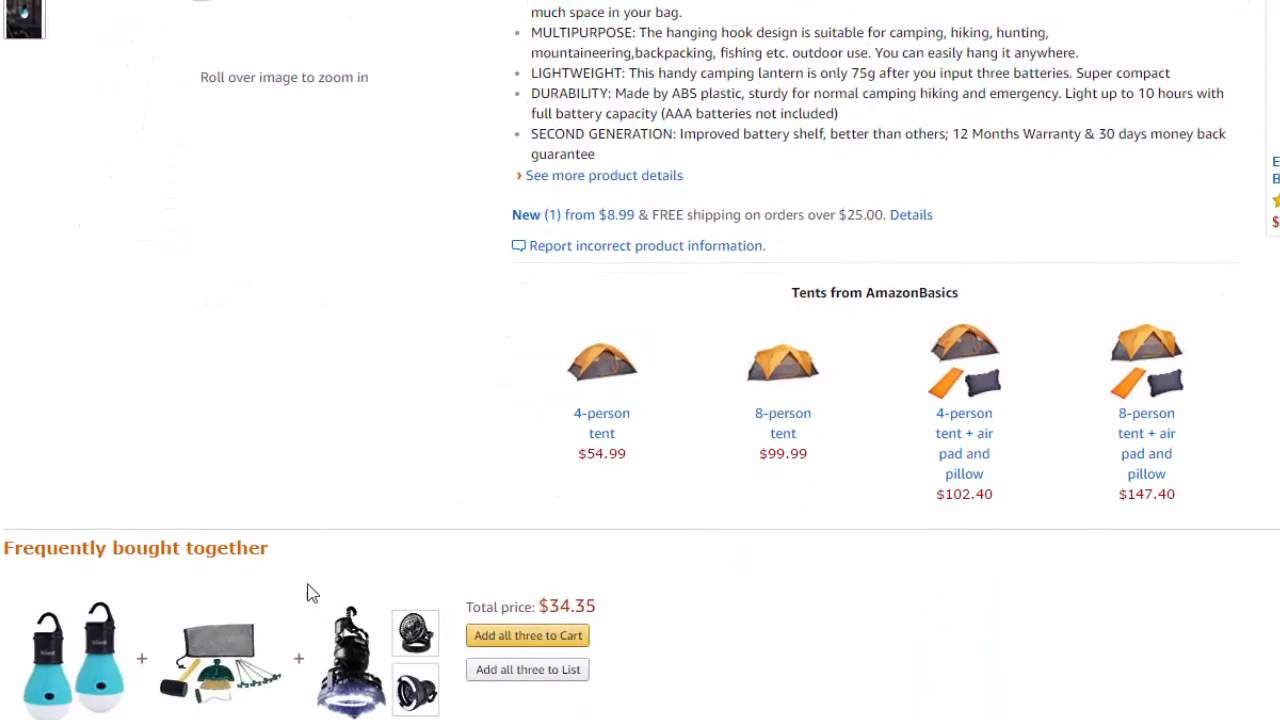 much space in your bag.
MULTIPURPOSE: The hanging hook design is suitable for camping, hiking, hunting,
mountaineering,backpacking, fishing etc. outdoor use. You can easily hang it anywhere.
LIGHTWEIGHT: This handy camping lantern is only 75g after you input three batteries. Super compact
DURABILITY: Made by ABS plastic, sturdy for normal camping hiking and emergency. Light up to 10 hours with
full battery capacity (AAA batteries not included)
SECOND GENERATION: Improved battery shelf, better than others; 12 Months Warranty & 30 days money back
guarantee
› See more product details
Roll over image to zoom in
New (1) from $8.99 & FREE shipping on orders over $25.00. Details
Report incorrect product information.
E
B
$
Tents from AmazonBasics
4-person
tent
$54.99
8-person
tent
$99.99
4-person
tent + air
pad and
pillow
$102.40
8-person
tent + air
pad and
pillow
$147.40
Frequently bought together
+
+
Total price: $34.35
Add all three to Cart
Add all three to List